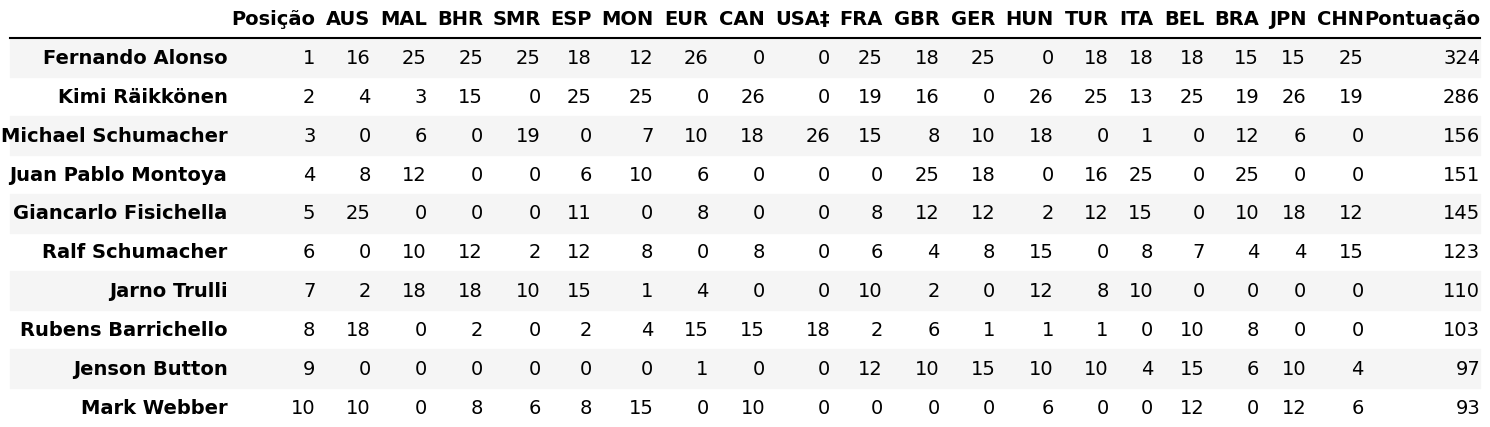 Posição AUS MAL BHR SMR ESP MON EUR CAN USA‡ FRA GBR GER HUN TUR ITA BEL BRA JPN CHN Pontuação
Fernando Alonso 1 16 25 25 25 18 12 26 0 0 25 18 25 0 18 18 18 15 15 25 324
Kimi Räikkönen 2 4 3 15 0 25 25 0 26 0 19 16 0 26 25 13 25 19 26 19 286
Michael Schumacher 3 0 6 0 19 0 7 10 18 26 15 8 10 18 0 1 0 12 6 0 156
Juan Pablo Montoya 4 8 12 0 0 6 10 6 0 0 0 25 18 0 16 25 0 25 0 0 151
Giancarlo Fisichella 5 25 0 0 0 11 0 8 0 0 8 12 12 2 12 15 0 10 18 12 145
Ralf Schumacher 6 0 10 12 2 12 8 0 8 0 6 4 8 15 0 8 7 4 4 15 123
Jarno Trulli 7 2 18 18 10 15 1 4 0 0 10 2 0 12 8 10 0 0 0 0 110
Rubens Barrichello 8 18 0 2 0 2 4 15 15 18 2 6 1 1 1 0 10 8 0 0 103
Jenson Button 9 0 0 0 0 0 0 1 0 0 12 10 15 10 10 4 15 6 10 4 97
Mark Webber 10 10 0 8 6 8 15 0 10 0 0 0 0 6 0 0 12 0 12 6 93